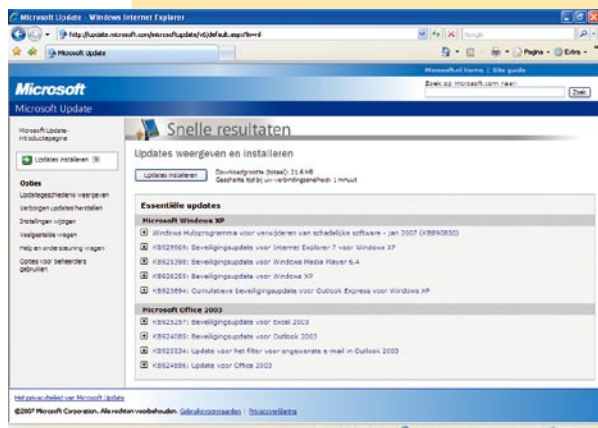 Microsoft Update - Windows Internet Explorer
http://update.microsoft.com/microsoftupdate/v6/default.aspx?ln=nl
Google
Microsoft Update
Pagina
Extra
Microsoft.nl Home | Site guide
Microsoft
Zoek op Microsoft.com naar:
Zoek
Microsoft Update
Microsoft Update-
introductiepagina
Updates installeren (9)
Opties
Updategeschiedenis weergeven
Verborgen updates herstellen
Instellingen wijzigen
Veelgestelde vragen
Help en ondersteuning vragen
Opties voor beheerders
gebruiken
Snelle resultaten
Updates weergeven en installeren
Updates installeren
Downloadgrootte (totaal): 21.6 MB
Geschatte tijd bij uw verbindingssnelheid: 1 minuut
Essentiële updates
Microsoft Windows XP
Windows Hulpprogramma voor verwijderen van schadelijke software - jan 2007 (KB890830)
KB929969: Beveiligingsupdate voor Internet Explorer 7 voor Windows XP
KB925398: Beveiligingsupdate voor Windows Media Player 6.4
KB926255: Beveiligingsupdate voor Windows XP
KB923694: Cumulatieve beveiligingsupdate voor Outlook Express voor Windows XP
Microsoft Office 2003
KB925257: Beveiligingsupdate voor Excel 2003
KB924085: Beveiligingsupdate voor Outlook 2003
KB925534: Update voor het filter voor ongewenste e-mail in Outlook 2003
KB924886: Update voor Office 2003
Het privacybeleid van Microsoft Update
©2007 Microsoft Corporation. Alle rechten voorbehouden. Gebruiksvoorwaarden | Privacyverklaring